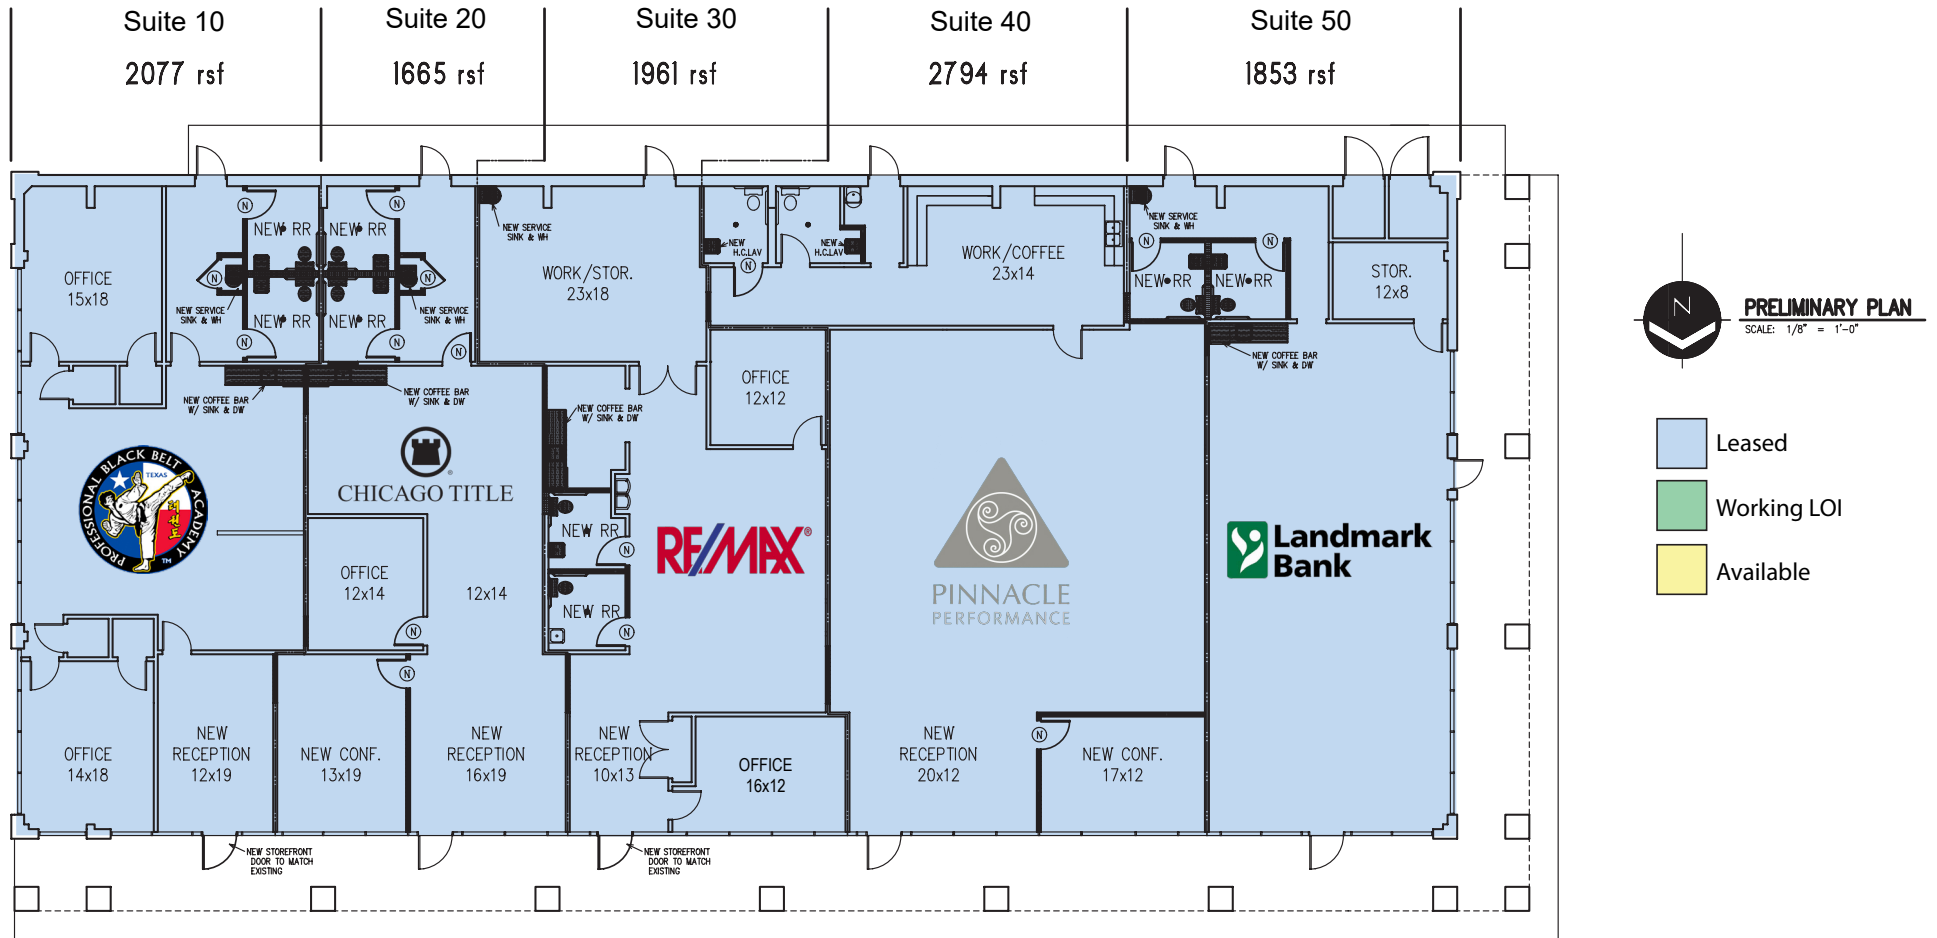 Suite 10
Suite 20
Suite 30
Suite 40
Suite 50
2077 rsf
1665 rsf
1961 rsf
2794 rsf
1853 rsf
OFFICE
15x18
N
NEW RR
N
NEW RR
N
NEW SERVICE
SINK & WH
NEW RR
N
NEW RR
N
N
NEW SERVICE
SINK & WH
N
NEW SERVICE
SINK & WH
WORK/STOR.
23x18
NEW
H.C.LAV
N
NEW
H.C.LAV
WORK/COFFEE
23x14
NEW SERVICE
SINK & WH
N
N
NEW RR
NEW RR
STOR.
12x8
NEW COFFEE BAR
W/ SINK & DW
NEW COFFEE BAR
W/ SINK & DW
NEW COFFEE BAR
W/ SINK & DW
NEW COFFEE BAR
W/ SINK & DW
OFFICE
12x12
PROFESSIONAL BLACK BELT ACADEMY
TEXAS
TM
CHICAGO TITLE
®
OFFICE
12x14
N
12x14
NEW RR
N
NEW RR
N
RE/MAX®
PINNACLE
PERFORMANCE
Landmark
Bank
OFFICE
14x18
NEW
RECEPTION
12x19
NEW CONF.
13x19
N
NEW
RECEPTION
16x19
NEW
RECEPTION
10x13
OFFICE
16x12
NEW
RECEPTION
20x12
N
NEW CONF.
17x12
NEW STOREFRONT
DOOR TO MATCH
EXISTING
NEW STOREFRONT
DOOR TO MATCH
EXISTING
N
PRELIMINARY PLAN
SCALE: 1/8" = 1'-0"
Leased
Working LOI
Available